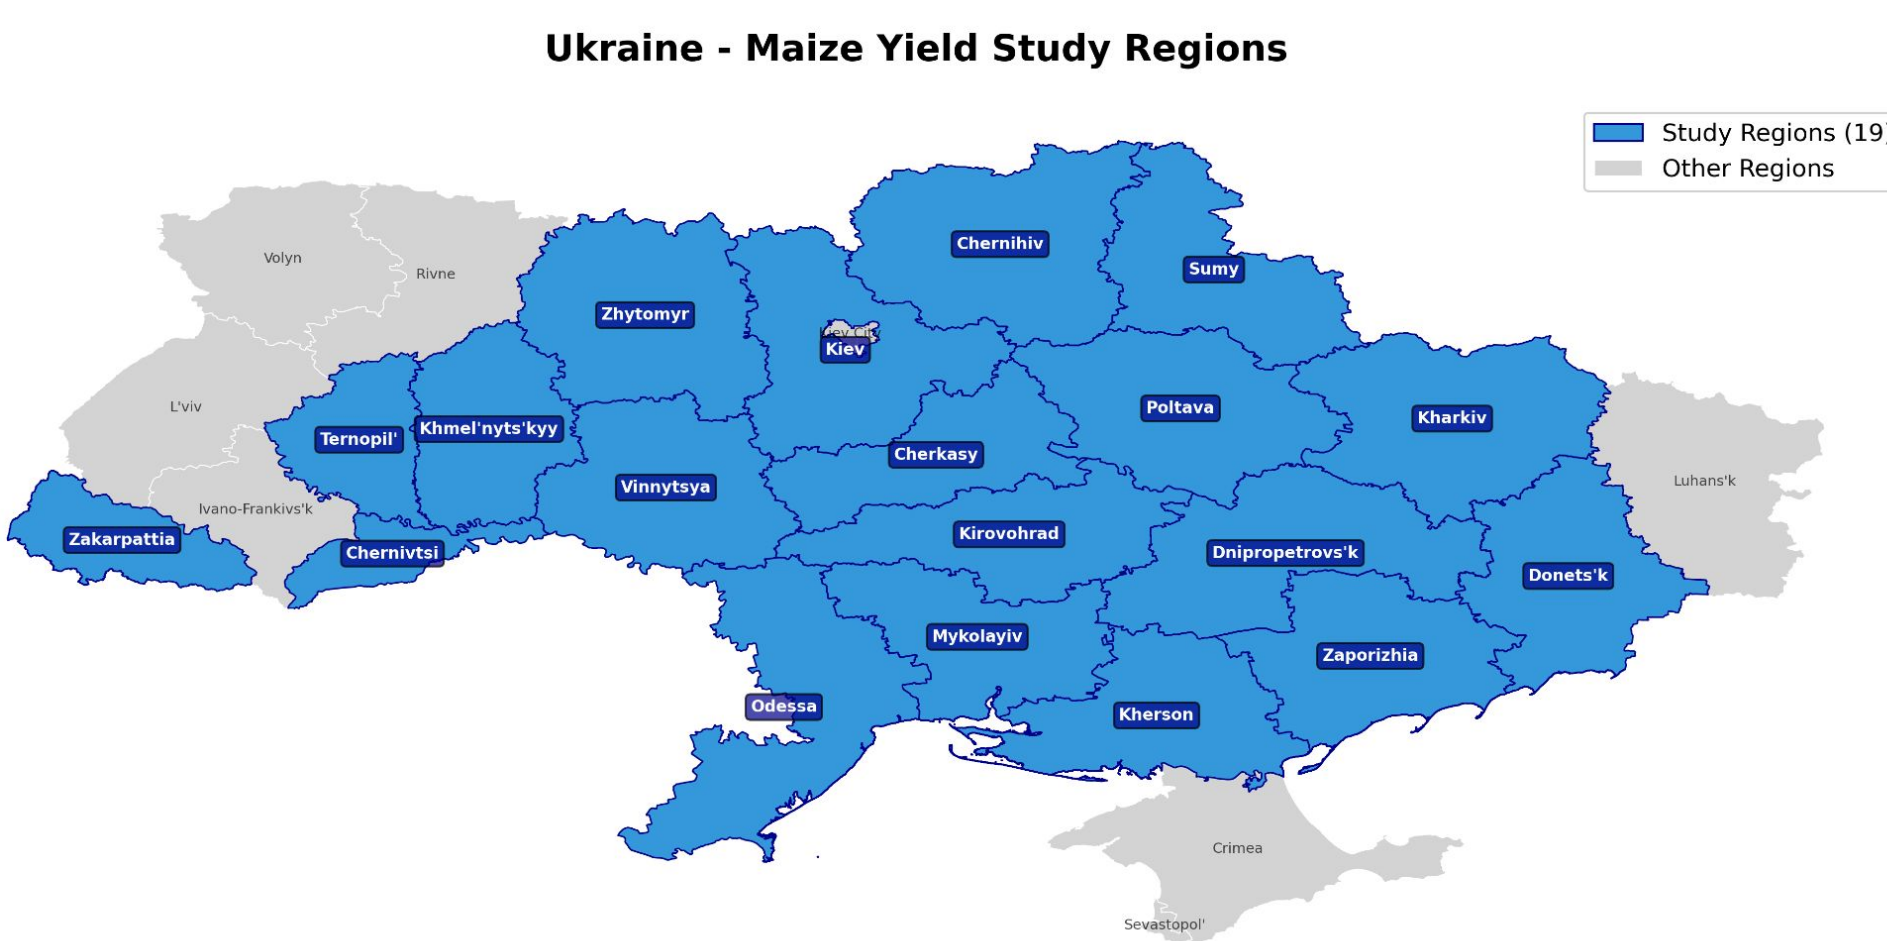 Ukraine - Maize Yield Study Regions
Study Regions (19)
Other Regions
Volyn
Rivne
Chernihiv
Sumy
Zhytomyr
Kiev City
Kiev
L'viv
Ternopil'
Khmel'nyts'kyy
Poltava
Kharkiv
Cherkasy
Vinnytsya
Luhans'k
Ivano-Frankivs'k
Zakarpattia
Chernivtsi
Kirovohrad
Dnipropetrovs'k
Donets'k
Mykolayiv
Zaporizhia
Odessa
Kherson
Crimea
Sevastopol'